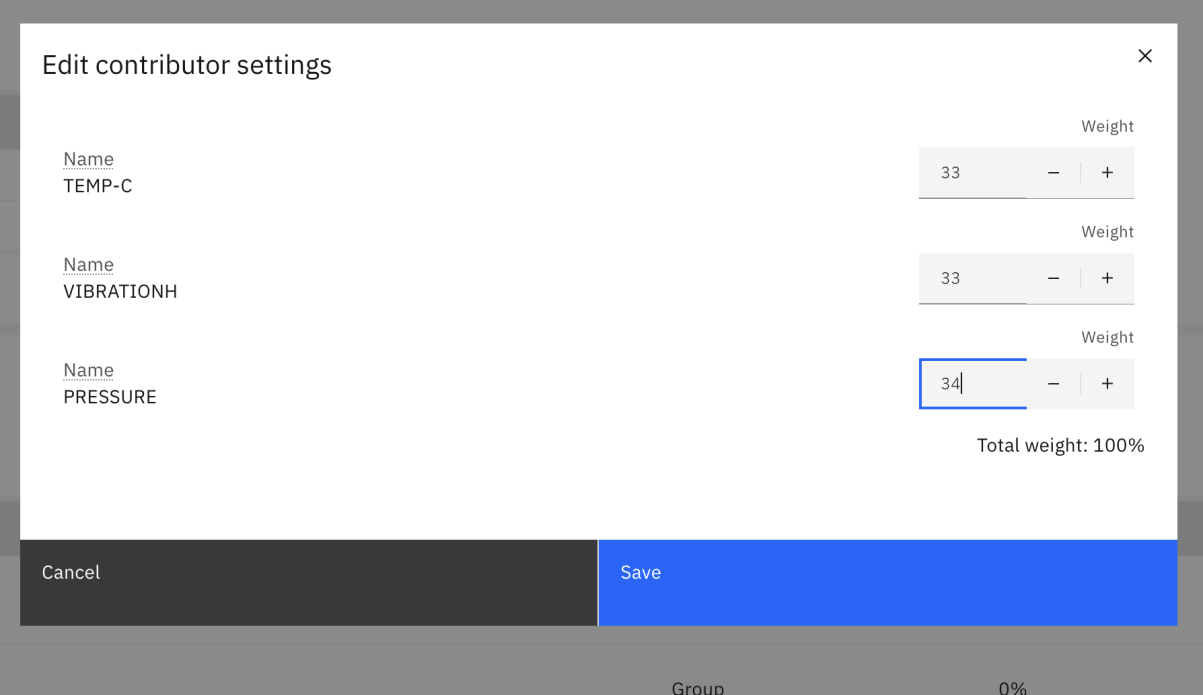 Edit contributor settings
Weight
Name
TEMP-C
33
Weight
Name
VIBRATIONH
33
Weight
Name
PRESSURE
34
Total weight: 100%
Cancel
Save
Group 0%